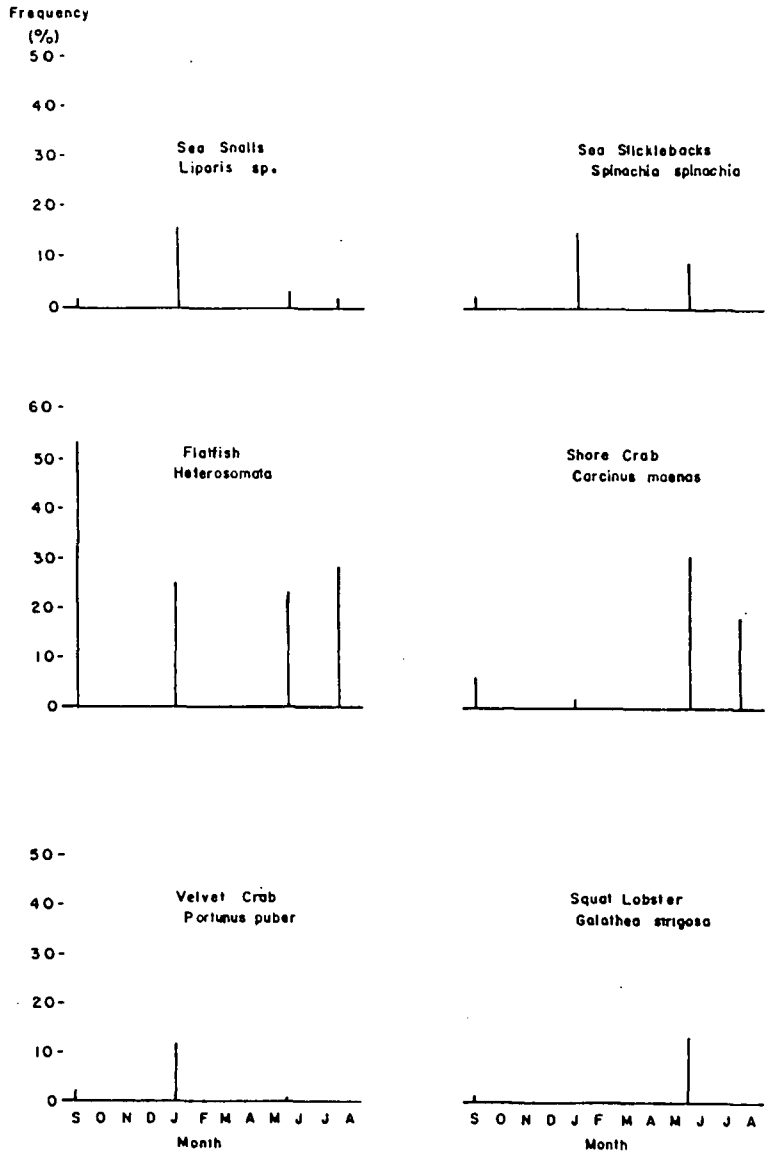 Frequency
(%)
50-
40-
30-
20-
10-
0
Sea Snails
Liparis sp.
Sea Sticklebacks
Spinachia spinachia
60-
50-
40-
30-
20-
10-
0
Flatfish
Heterosomata
Shore Crab
Carcinus maenas
50-
40-
30-
20-
10-
0
Velvet Crab
Portunus puber
Squat Lobster
Galathea strigosa
S O N D J F M A M J J A
Month
S O N D J F M A M J J A
Month